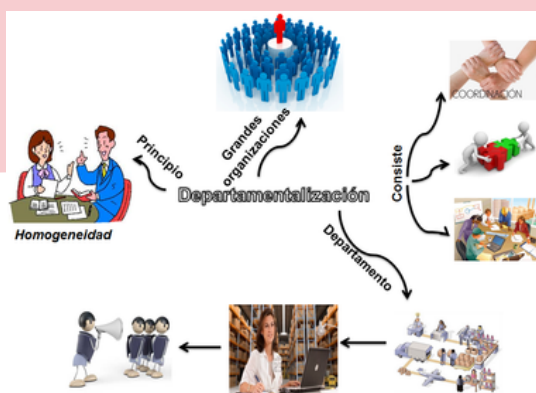 COORDINACIÓN
Grandes
organizaciones
Principio
Consiste
Departamentalización
Homogeneidad
Departamento